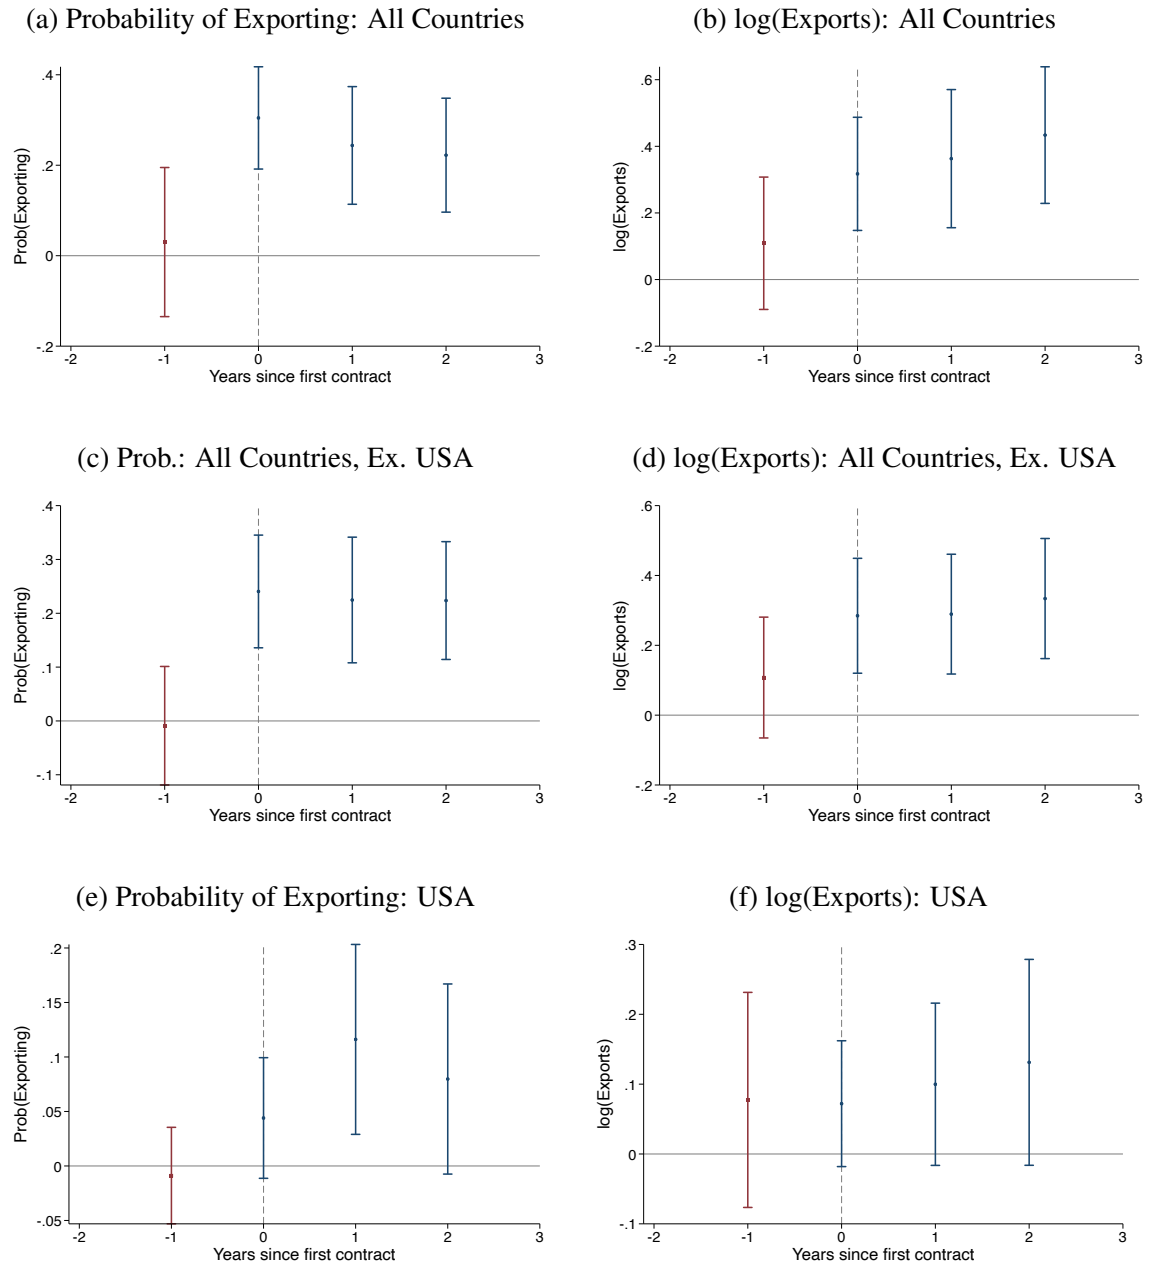 (a) Probability of Exporting: All Countries
Prob(Exporting)
.4
.2
0
-.2
-2 -1 0 1 2 3
Years since first contract
(b) log(Exports): All Countries
log(Exports)
.6
.4
.2
0
-.2
-2 -1 0 1 2 3
Years since first contract
(c) Prob.: All Countries, Ex. USA
Prob(Exporting)
.4
.3
.2
.1
0
-.1
-2 -1 0 1 2 3
Years since first contract
(d) log(Exports): All Countries, Ex. USA
log(Exports)
.6
.4
.2
0
-.2
-2 -1 0 1 2 3
Years since first contract
(e) Probability of Exporting: USA
Prob(Exporting)
.2
.15
.1
.05
0
-.05
-2 -1 0 1 2 3
Years since first contract
(f) log(Exports): USA
log(Exports)
.3
.2
.1
0
-.1
-2 -1 0 1 2 3
Years since first contract